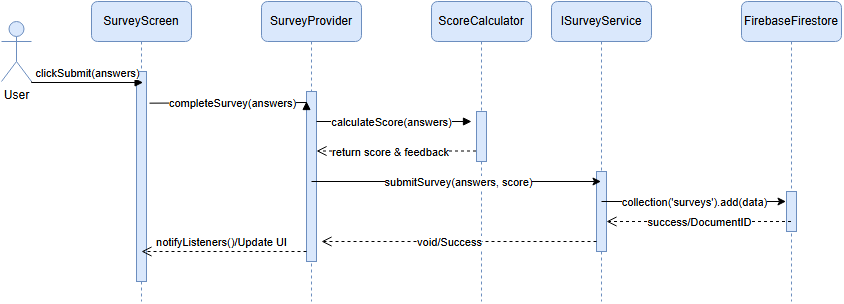 SurveyScreen
SurveyProvider
ScoreCalculator
ISurveyService
FirebaseFirestore
clickSubmit(answers)
User
completeSurvey(answers)
calculateScore(answers)
return score & feedback
submitSurvey(answers, score)
collection('surveys').add(data)
success/DocumentID
notifyListeners()/Update UI
void/Success